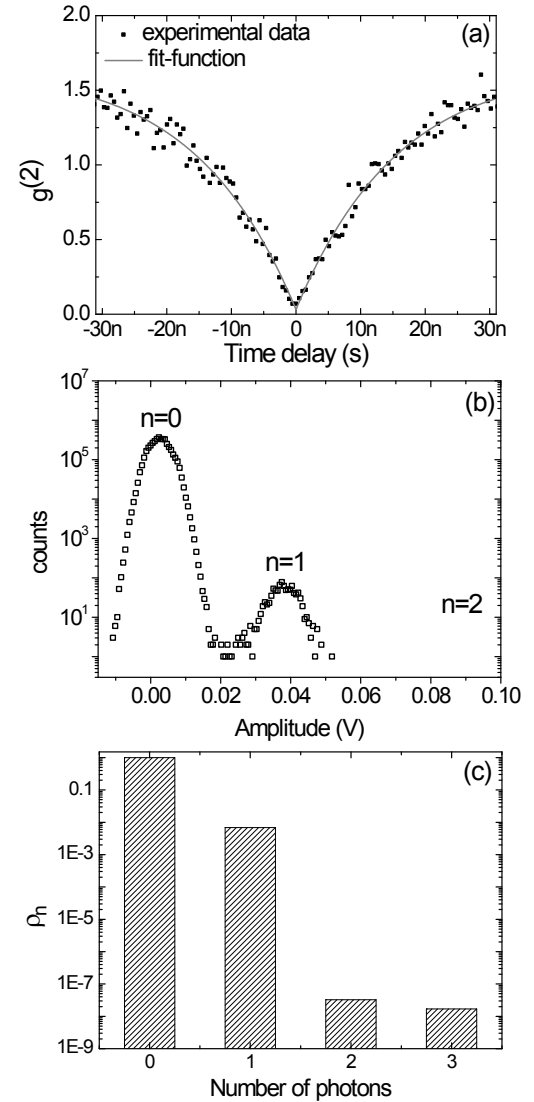 (a)
experimental data
fit-function
2.0
1.5
1.0
0.5
0.0
g(2)
-30n -20n -10n 0 10n 20n 30n
Time delay (s)
(b)
10^7
10^5
10^3
10^1
counts
n=0
n=1
n=2
0.00 0.02 0.04 0.06 0.08 0.10
Amplitude (V)
(c)
0.1
1E-3
1E-5
1E-7
1E-9
ρn
0 1 2 3
Number of photons